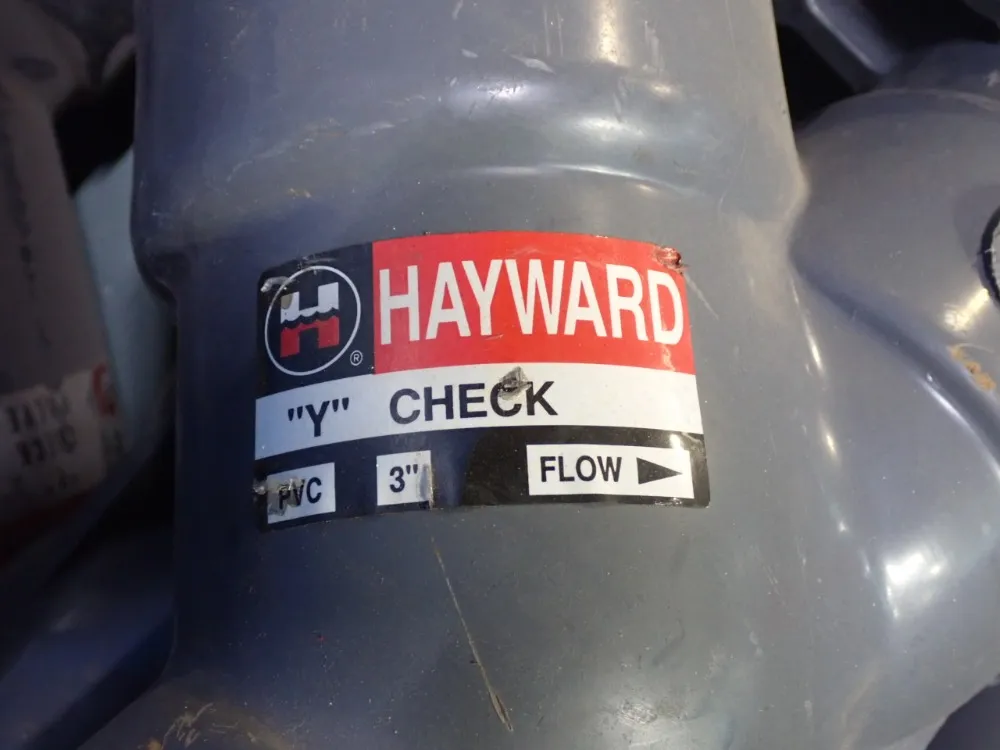 H HAYWARD
®
"Y" CHECK
PVC 3" FLOW